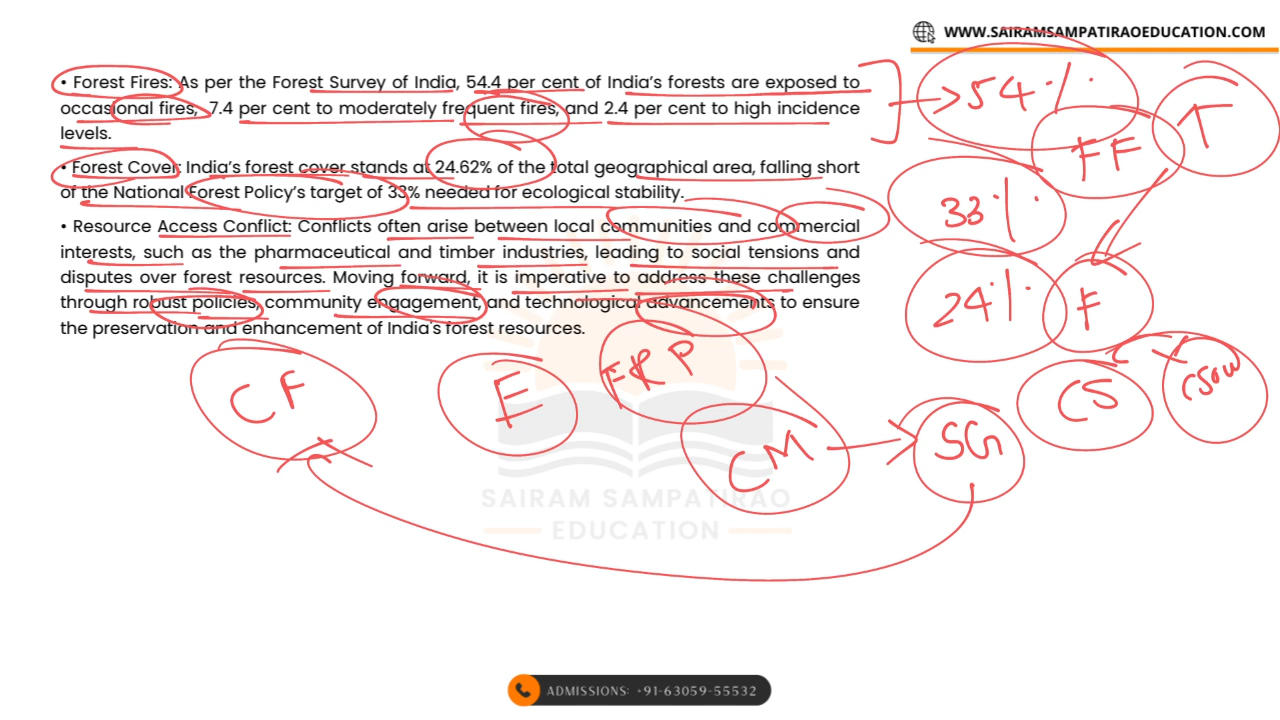 WWW.SAIRAMSAMPATIRAOEDUCATION.COM
• Forest Fires: As per the Forest Survey of India, 54.4 per cent of India's forests are exposed to
occasional fires, 7.4 per cent to moderately frequent fires, and 2.4 per cent to high incidence
levels.
• Forest Cover: India's forest cover stands at 24.62% of the total geographical area, falling short
of the National Forest Policy's target of 33% needed for ecological stability.
• Resource Access Conflict: Conflicts often arise between local communities and commercial
interests, such as the pharmaceutical and timber industries, leading to social tensions and
disputes over forest resources. Moving forward, it is imperative to address these challenges
through robust policies, community engagement, and technological advancements to ensure
the preservation and enhancement of India's forest resources.
54%
FF
T
33%
24%
F
CF
E
FRP
CM
SG
CS
CSOW
SAIRAM SAMPATIRAO
EDUCATION
ADMISSIONS: +91-63059-55532